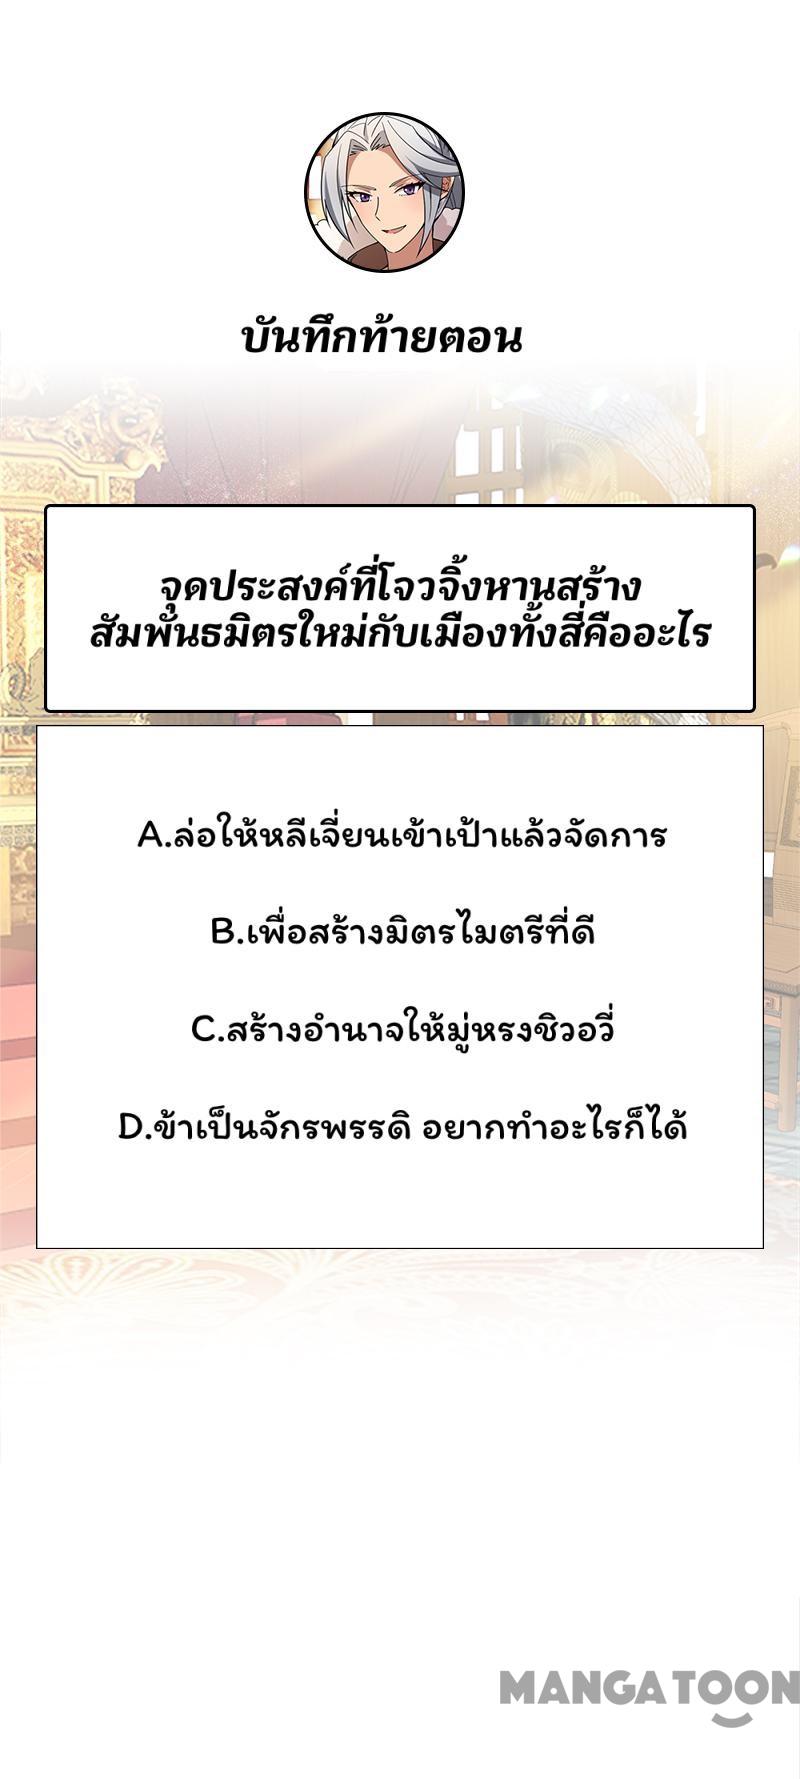 บันทึกท้ายตอน
จุดประสงค์ที่โจวจิ้งหานสร้าง
สัมพันธมิตรใหม่กับเมืองทั้งสี่คืออะไร
A.ล่อให้หลีเจี่ยนเข้าเป้าแล้วจัดการ
B.เพื่อสร้างมิตรไมตรีที่ดี
C.สร้างอำนาจให้มู่หรงชิวอวี่
D.ข้าเป็นจักรพรรดิ อยากทำอะไรก็ได้
MANGATOON